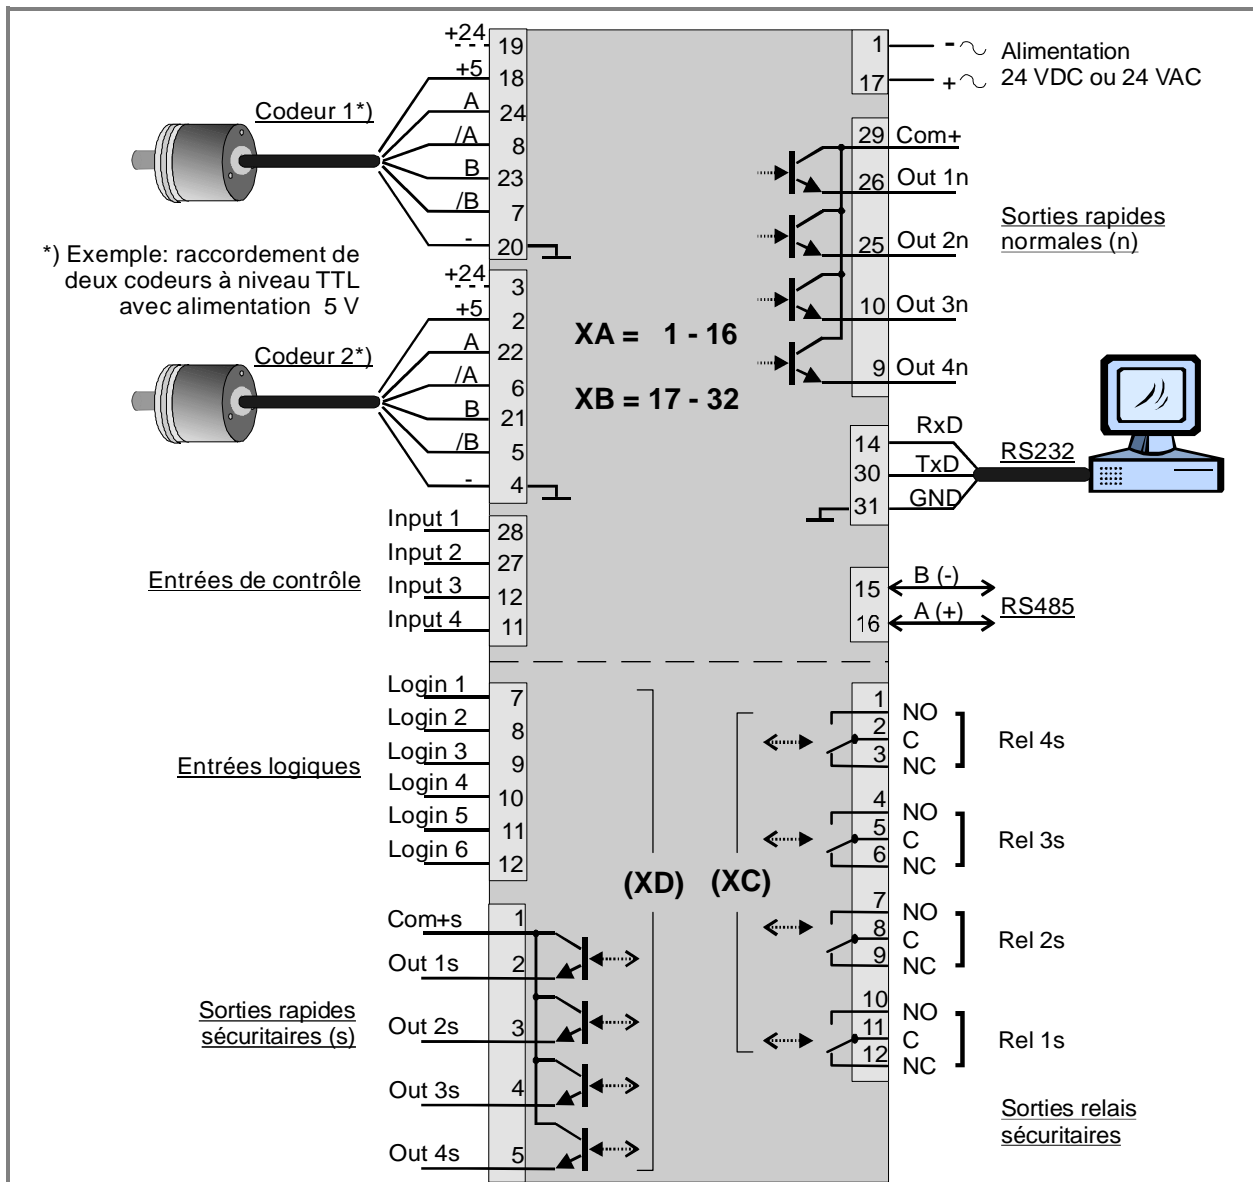 +24
19
+5
18
A
24
/A
8
B
23
/B
7
-
20
Codeur 1*)
*) Exemple: raccordement de
deux codeurs à niveau TTL
avec alimentation 5 V
+24
3
+5
2
A
22
/A
6
B
21
/B
5
-
4
Codeur 2*)
XA = 1 - 16
XB = 17 - 32
1
-
17
+
Alimentation
24 VDC ou 24 VAC
29 Com+
26 Out 1n
25 Out 2n
10 Out 3n
9 Out 4n
Sorties rapides
normales (n)
14 RxD
30 TxD
31 GND
RS232
15 B (-)
16 A (+)
RS485
Entrées de contrôle
Input 1 28
Input 2 27
Input 3 12
Input 4 11
Entrées logiques
Login 1 7
Login 2 8
Login 3 9
Login 4 10
Login 5 11
Login 6 12
(XD) (XC)
Com+s 1
Out 1s 2
Out 2s 3
Out 3s 4
Out 4s 5
Sorties rapides
sécuritaires (s)
1 NO
2 C
3 NC
Rel 4s
4 NO
5 C
6 NC
Rel 3s
7 NO
8 C
9 NC
Rel 2s
10 NO
11 C
12 NC
Rel 1s
Sorties relais
sécuritaires